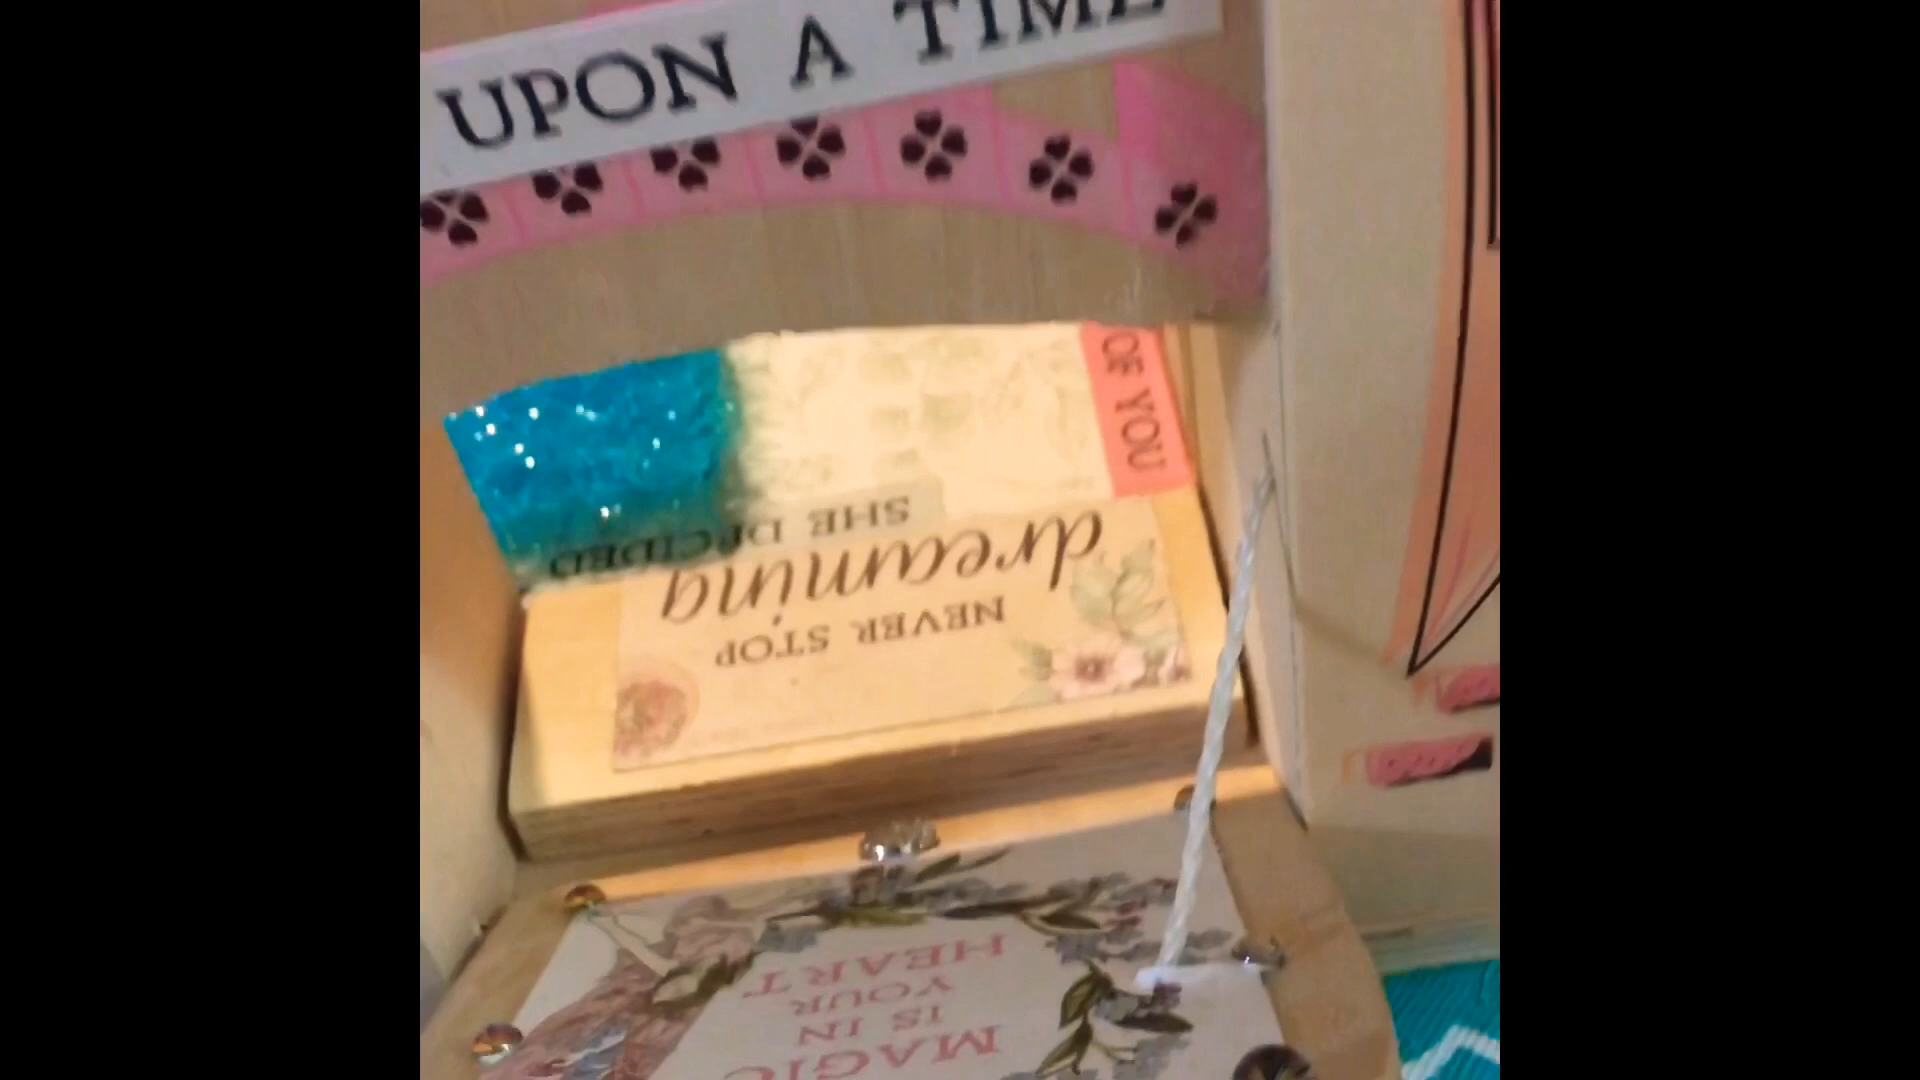 UPON A TIME
OF YOU
SHE DECIDED
NEVER STOP
dreaming
MAGIC
IS IN
YOUR
HEART